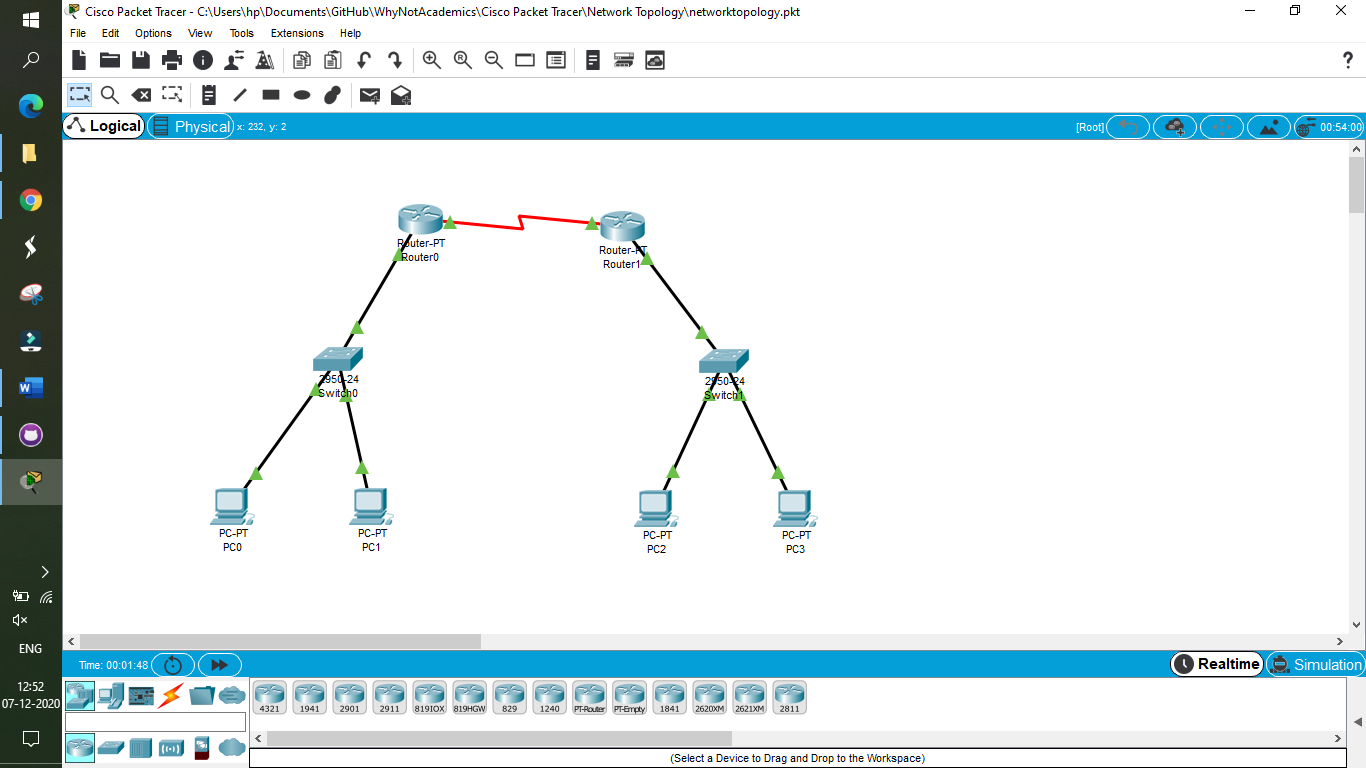 Cisco Packet Tracer - C:\Users\hp\Documents\GitHub\WhyNotAcademics\Cisco Packet Tracer\Network Topology\networktopology.pkt
File Edit Options View Tools Extensions Help
?
Logical Physical x: 232, y: 2 [Root] 00:54:00
Router-PT
Router0
Router-PT
Router1
2950-24
Switch0
2950-24
Switch1
PC-PT
PC0
PC-PT
PC1
PC-PT
PC2
PC-PT
PC3
Time: 00:01:48 Realtime Simulation
4321 1941 2901 2911 819IOX 819HGW 829 1240 PT-Router PT-Empty 1841 2620XM 2621XM 2811
(Select a Device to Drag and Drop to the Workspace)
ENG
12:52
07-12-2020